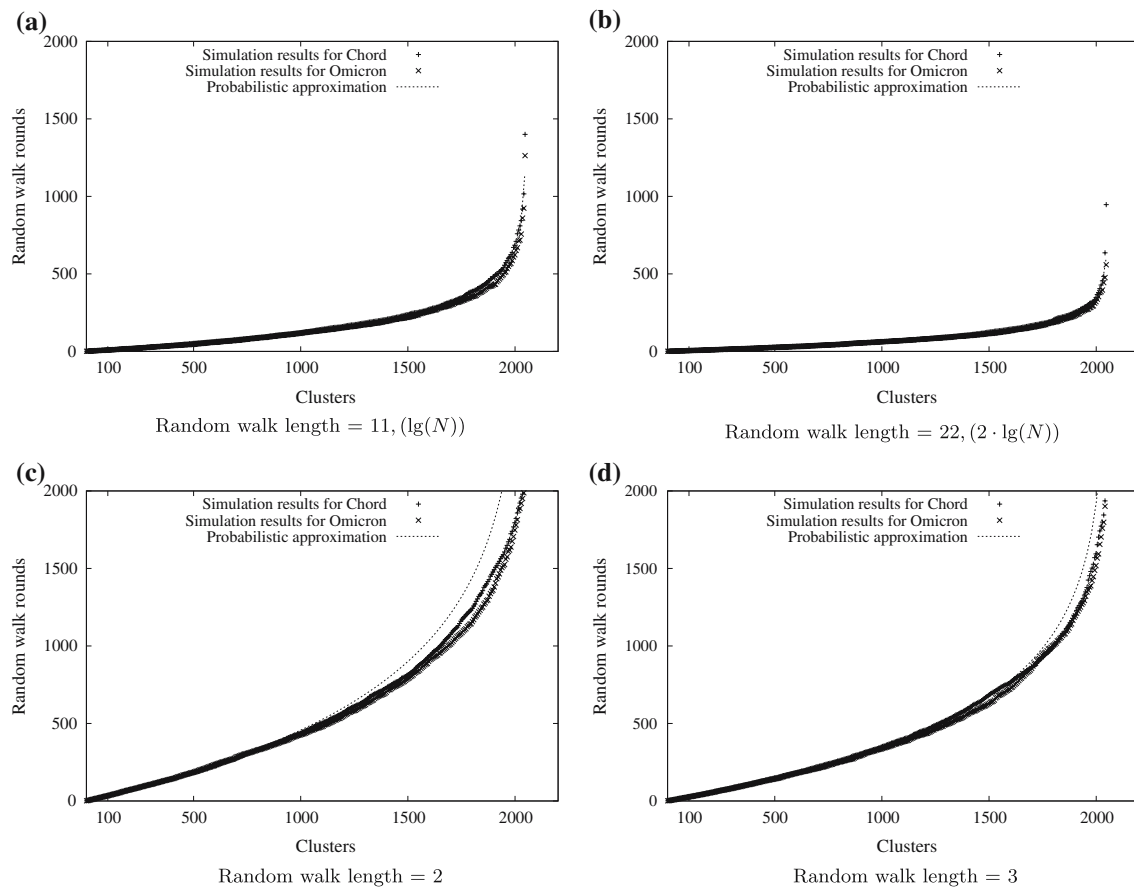 (a)
2000
1500
1000
500
0
Random walk rounds
Simulation results for Chord +
Simulation results for Omicron ×
Probabilistic approximation
100 500 1000 1500 2000
Clusters
Random walk length = 11, (lg(N))
(b)
2000
1500
1000
500
0
Random walk rounds
Simulation results for Chord +
Simulation results for Omicron ×
Probabilistic approximation
100 500 1000 1500 2000
Clusters
Random walk length = 22, (2 · lg(N))
(c)
2000
1500
1000
500
0
Random walk rounds
Simulation results for Chord +
Simulation results for Omicron ×
Probabilistic approximation
100 500 1000 1500 2000
Clusters
Random walk length = 2
(d)
2000
1500
1000
500
0
Random walk rounds
Simulation results for Chord +
Simulation results for Omicron ×
Probabilistic approximation
100 500 1000 1500 2000
Clusters
Random walk length = 3